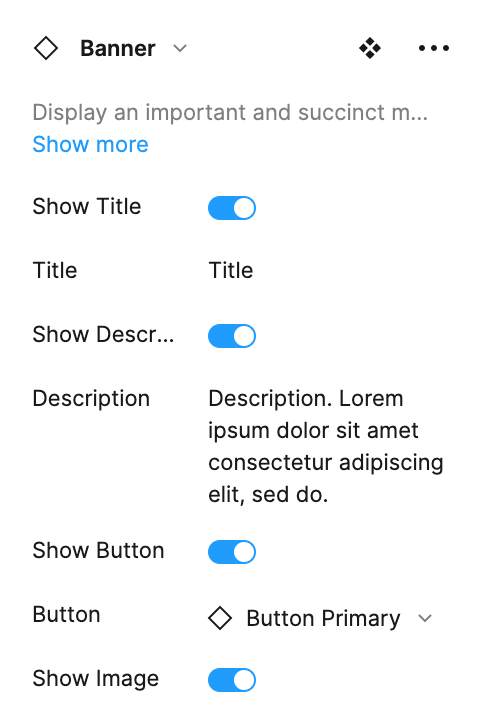 Banner
Display an important and succinct m...
Show more
Show Title
Title Title
Show Descr...
Description Description. Lorem
ipsum dolor sit amet
consectetur adipiscing
elit, sed do.
Show Button
Button Button Primary
Show Image